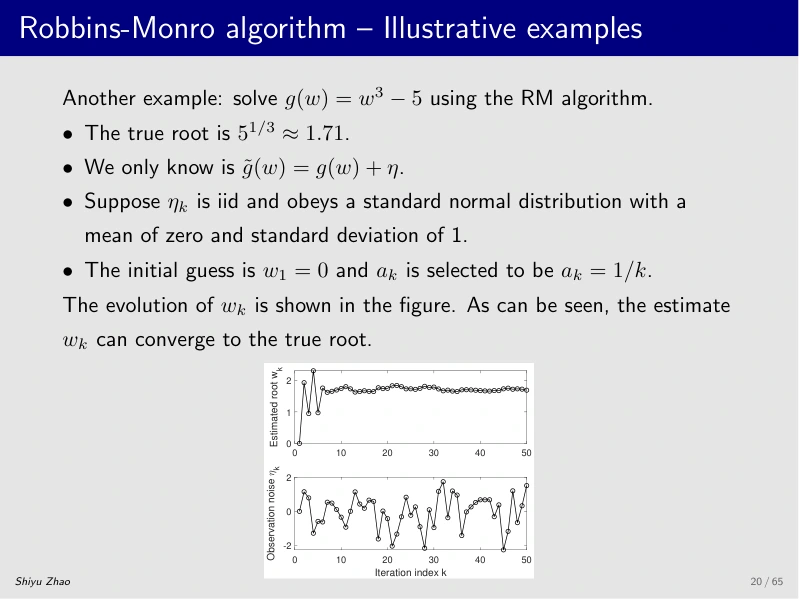 Robbins-Monro algorithm – Illustrative examples
Another example: solve g(w) = w³ − 5 using the RM algorithm.
• The true root is 5^{1/3} ≈ 1.71.
• We only know is g̃(w) = g(w) + η.
• Suppose η_k is iid and obeys a standard normal distribution with a
mean of zero and standard deviation of 1.
• The initial guess is w_1 = 0 and a_k is selected to be a_k = 1/k.
The evolution of w_k is shown in the figure. As can be seen, the estimate
w_k can converge to the true root.
Estimated root w_k
2
1
0
0 10 20 30 40 50
Observation noise η_k
2
0
-2
0 10 20 30 40 50
Iteration index k
Shiyu Zhao
20 / 65